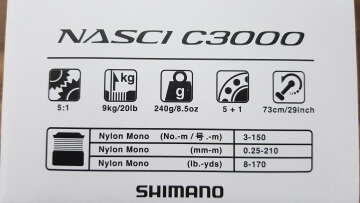 NASCI C3000
kg
g
5:1 9kg/20lb 240g/8.5oz 5 + 1 73cm/29inch
Nylon Mono (No.-m / 号.-m) 3-150
Nylon Mono (mm-m) 0.25-210
Nylon Mono (lb.-yds) 8-170
SHIMANO